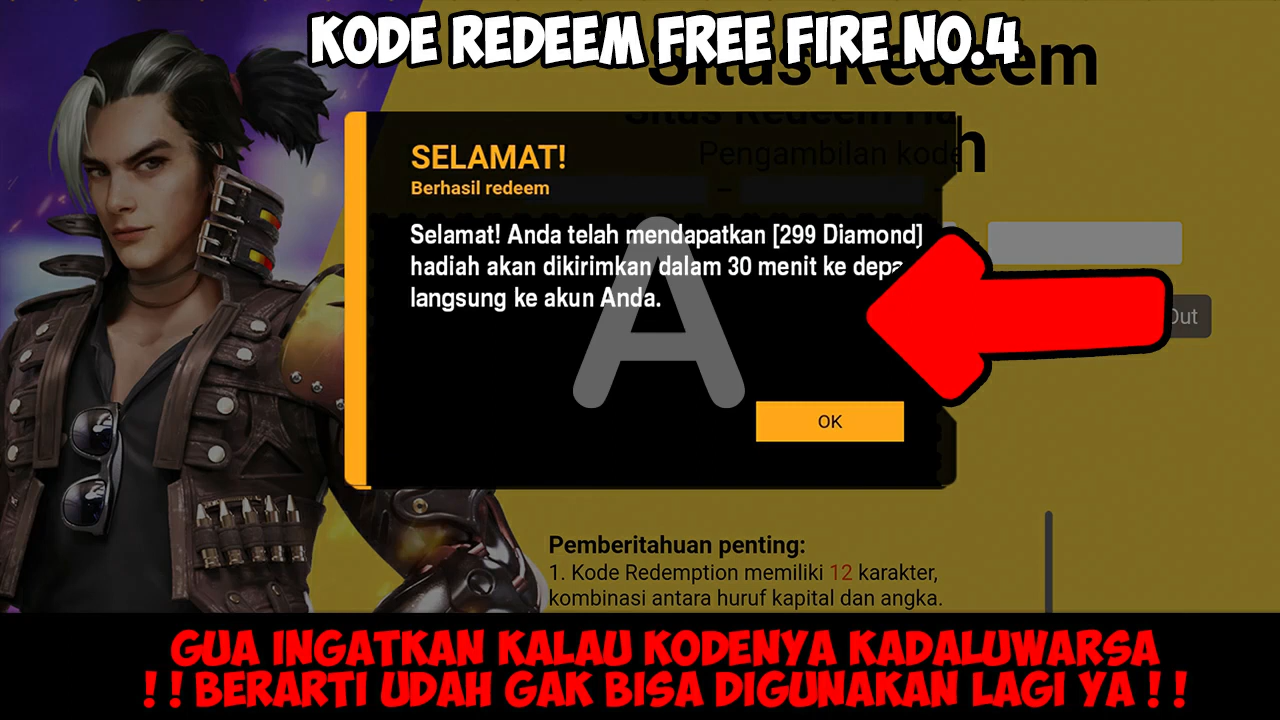 KODE REDEEM FREE FIRE NO.4
Situs Redeem
Situs Redeem Ha
h
Pengambilan kode
SELAMAT!
Berhasil redeem
Selamat! Anda telah mendapatkan [299 Diamond]
hadiah akan dikirimkan dalam 30 menit ke depa
langsung ke akun Anda.
A
Out
OK
Pemberitahuan penting:
1. Kode Redemption memiliki 12 karakter,
kombinasi antara huruf kapital dan angka.
GUA INGATKAN KALAU KODENYA KADALUWARSA
!! BERARTI UDAH GAK BISA DIGUNAKAN LAGI YA !!